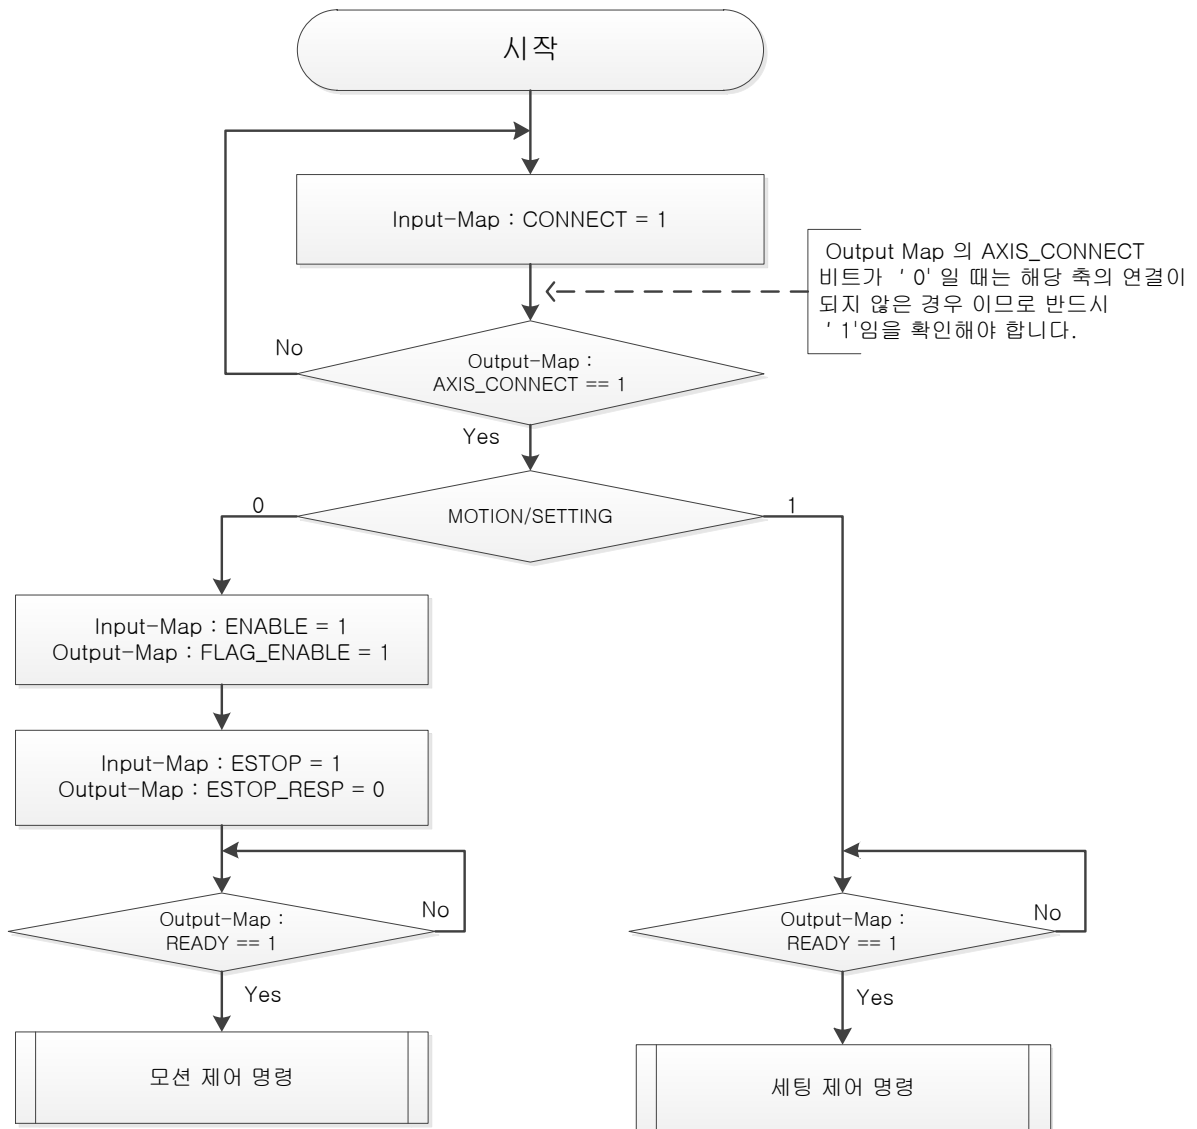 시작
Input-Map : CONNECT = 1
Output Map 의 AXIS_CONNECT
비트가 ' 0' 일 때는 해당 축의 연결이
되지 않은 경우 이므로 반드시
' 1'임을 확인해야 합니다.
No
Output-Map :
AXIS_CONNECT == 1
Yes
0
MOTION/SETTING
1
Input-Map : ENABLE = 1
Output-Map : FLAG_ENABLE = 1
Input-Map : ESTOP = 1
Output-Map : ESTOP_RESP = 0
Output-Map :
READY == 1
No
Output-Map :
READY == 1
No
Yes
Yes
모션 제어 명령
세팅 제어 명령